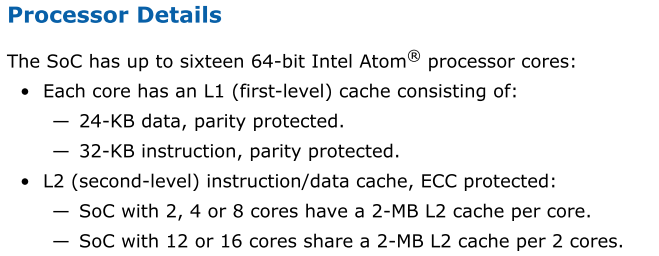 Processor Details
The SoC has up to sixteen 64-bit Intel Atom® processor cores:
• Each core has an L1 (first-level) cache consisting of:
— 24-KB data, parity protected.
— 32-KB instruction, parity protected.
• L2 (second-level) instruction/data cache, ECC protected:
— SoC with 2, 4 or 8 cores have a 2-MB L2 cache per core.
— SoC with 12 or 16 cores share a 2-MB L2 cache per 2 cores.